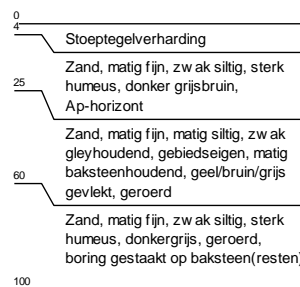 0
4
Stoeptegelverharding
Zand, matig fijn, zwak siltig, sterk
humeus, donker grijsbruin,
Ap-horizont
25
Zand, matig fijn, matig siltig, zwak
gleyhoudend, gebiedseigen, matig
baksteenhoudend, geel/bruin/grijs
gevlekt, geroerd
60
Zand, matig fijn, zwak siltig, sterk
humeus, donkergrijs, geroerd,
boring gestaakt op baksteen(resten)
100